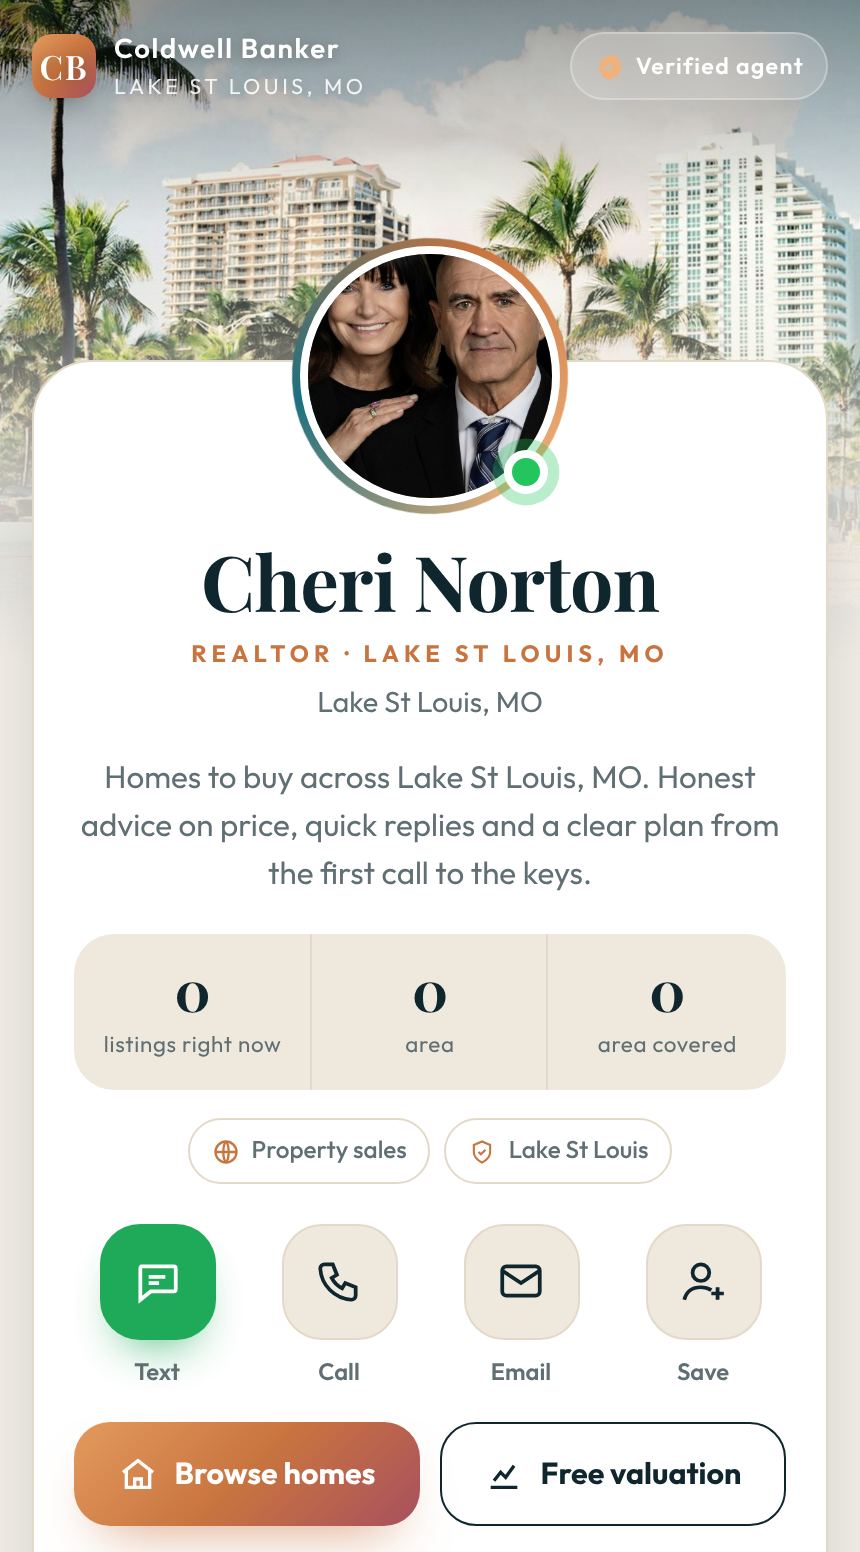 CB
Coldwell Banker
LAKE ST LOUIS, MO
Verified agent
Cheri Norton
REALTOR · LAKE ST LOUIS, MO
Lake St Louis, MO
Homes to buy across Lake St Louis, MO. Honest
advice on price, quick replies and a clear plan from
the first call to the keys.
0 0 0
listings right now area area covered
Property sales Lake St Louis
Text Call Email Save
Browse homes Free valuation